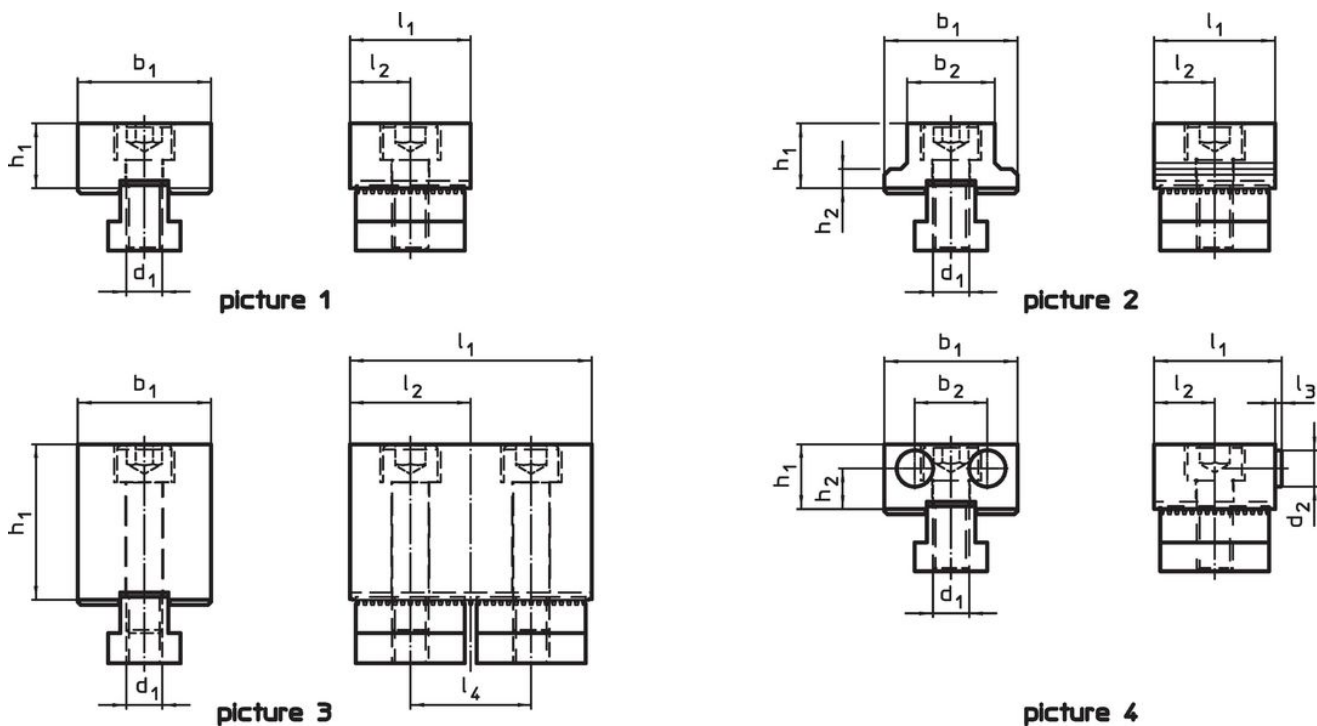 b1
l1
l2
h1
d1
picture 1
b1
b2
l1
l2
h1
h2
d1
picture 2
b1
l1
l2
h1
d1
l4
picture 3
b1
b2
l1
l2
l3
h1
h2
d2
d1
picture 4